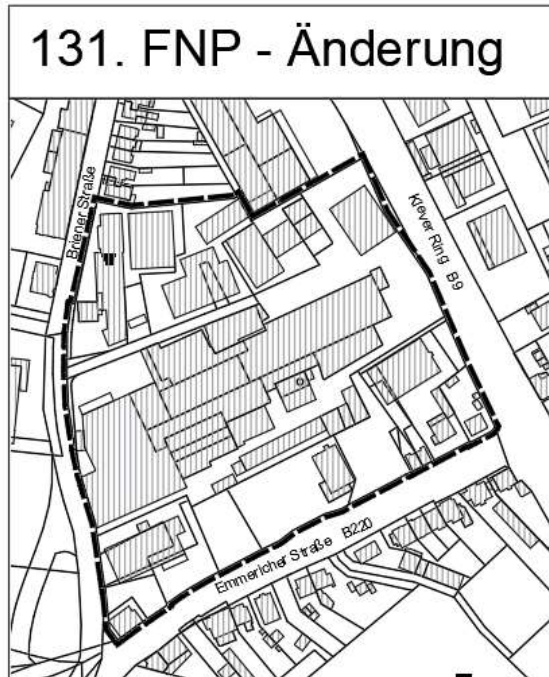 131. FNP - Änderung
Briener Straße
Klever Ring B9
Emmericher Straße B220